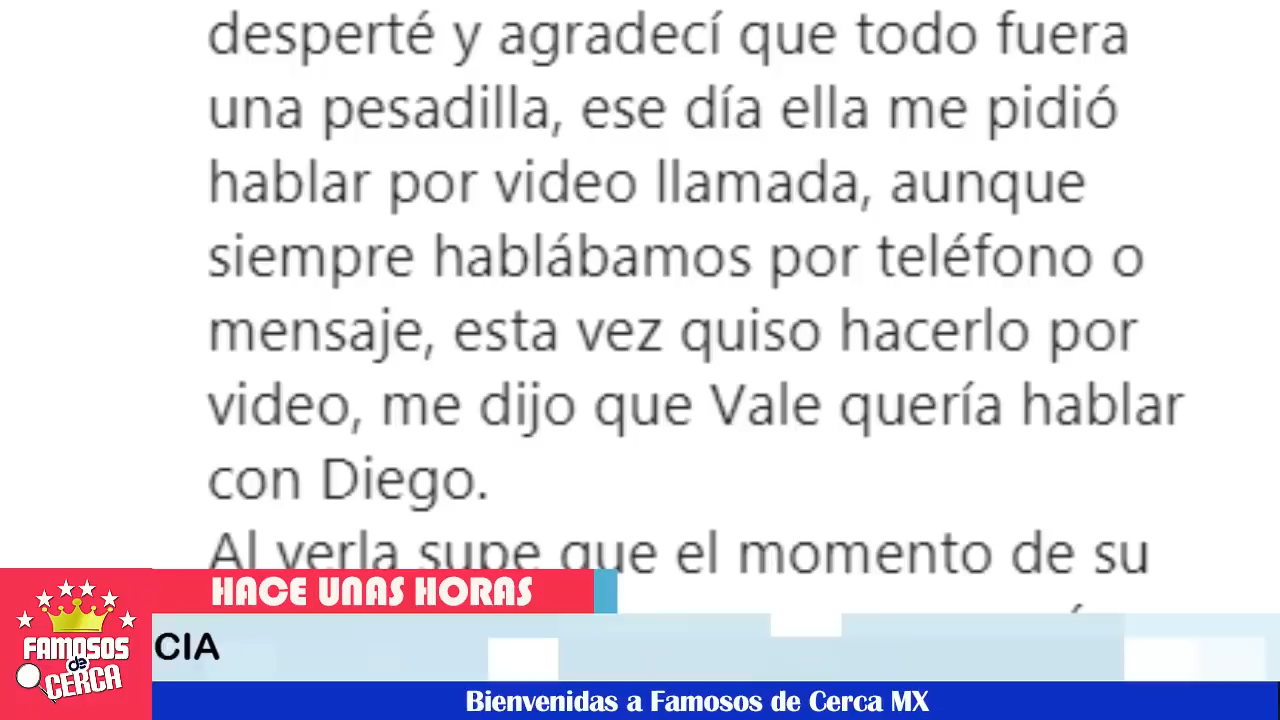 desperté y agradecí que todo fuera
una pesadilla, ese día ella me pidió
hablar por video llamada, aunque
siempre hablábamos por teléfono o
mensaje, esta vez quiso hacerlo por
video, me dijo que Vale quería hablar
con Diego.
Al verla supe que el momento de su
HACE UNAS HORAS
CIA
FAMOSOS
de
CERCA
Bienvenidas a Famosos de Cerca MX